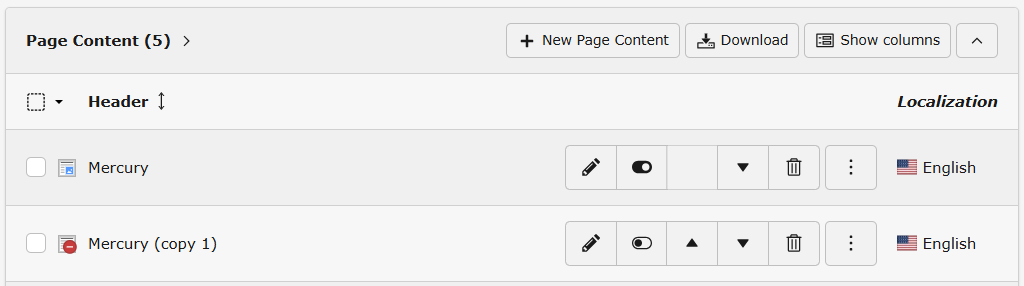 Page Content (5) New Page Content Download Show columns
Header Localization
Mercury English
Mercury (copy 1) English